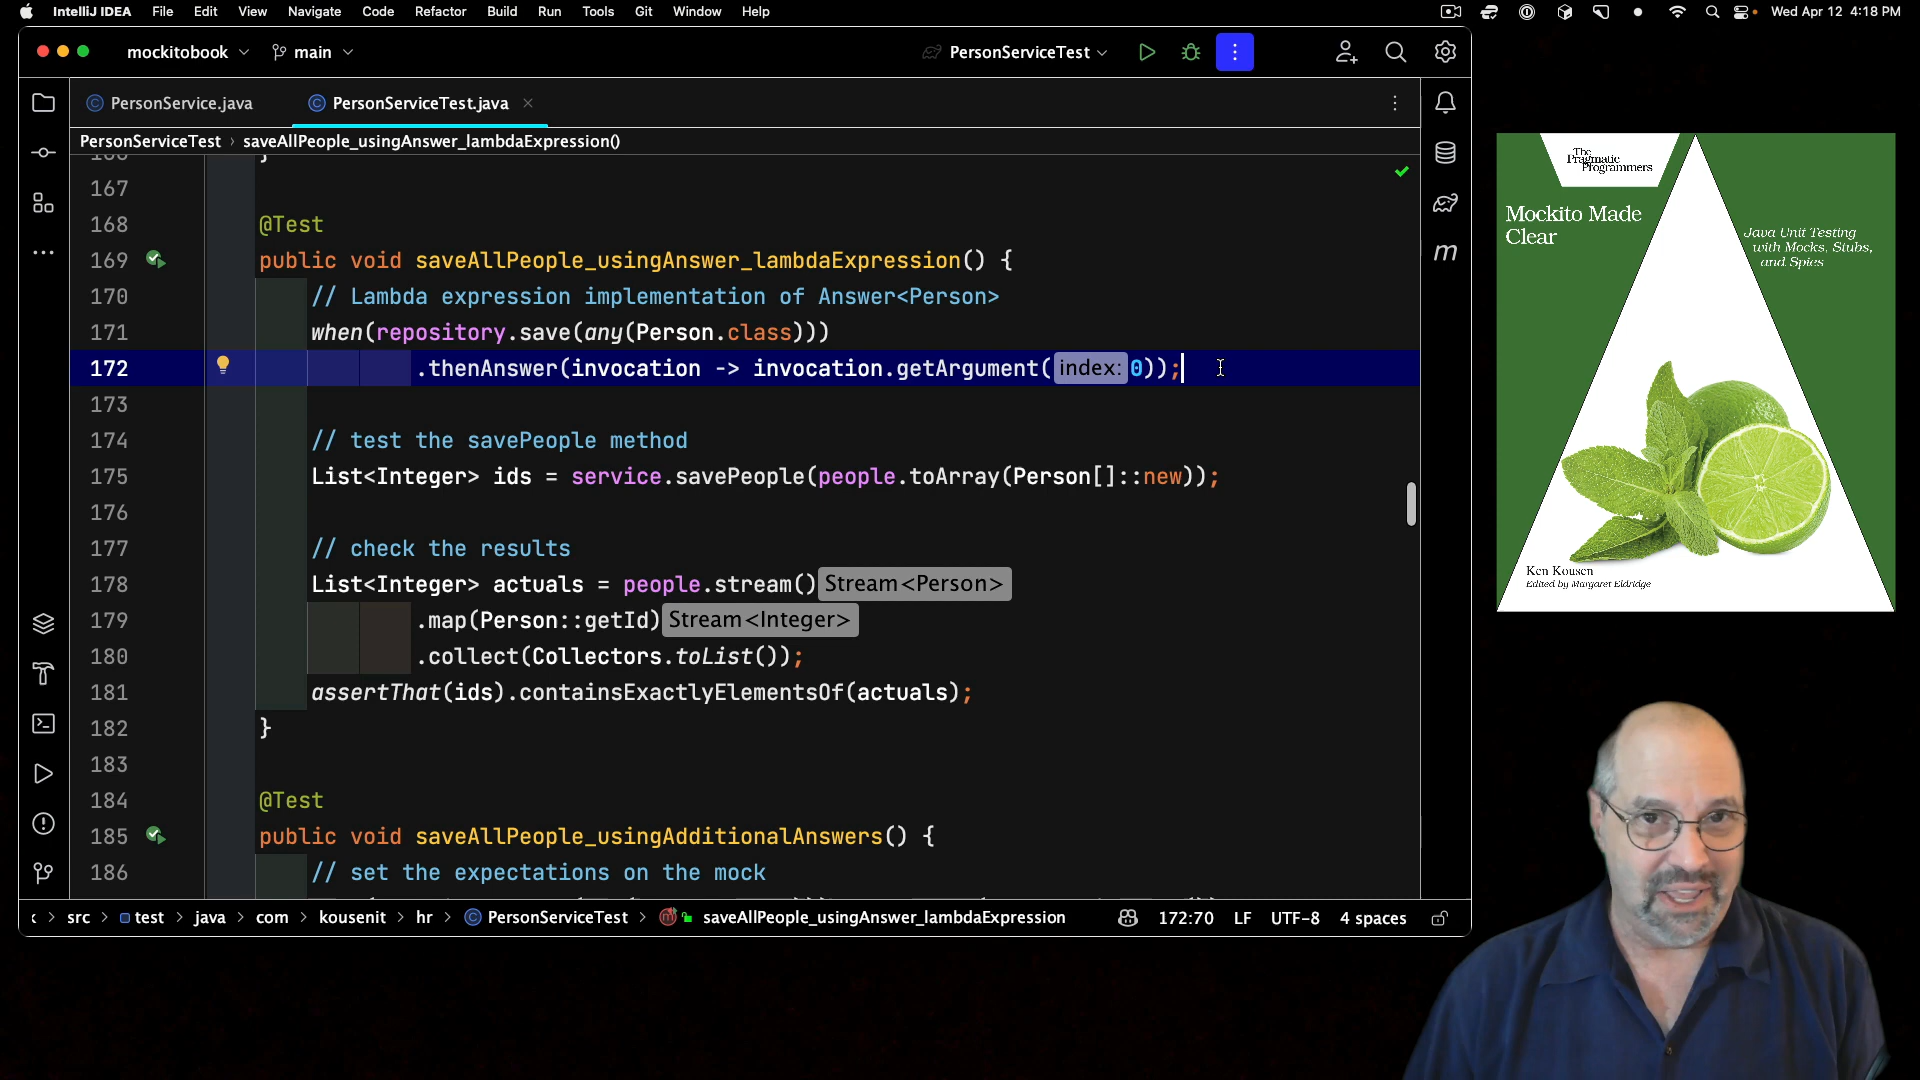 IntelliJ IDEA File Edit View Navigate Code Refactor Build Run Tools Git Window Help Wed Apr 12 4:18 PM
mockitobook main PersonServiceTest
PersonService.java PersonServiceTest.java
PersonServiceTest › saveAllPeople_usingAnswer_lambdaExpression()
166 }
167
168 @Test
169 public void saveAllPeople_usingAnswer_lambdaExpression() {
170 // Lambda expression implementation of Answer<Person>
171 when(repository.save(any(Person.class)))
172 .thenAnswer(invocation -> invocation.getArgument(index: 0));
173
174 // test the savePeople method
175 List<Integer> ids = service.savePeople(people.toArray(Person[]::new));
176
177 // check the results
178 List<Integer> actuals = people.stream() Stream<Person>
179 .map(Person::getId) Stream<Integer>
180 .collect(Collectors.toList());
181 assertThat(ids).containsExactlyElementsOf(actuals);
182 }
183
184 @Test
185 public void saveAllPeople_usingAdditionalAnswers() {
186 // set the expectations on the mock
› src › test › java › com › kousenit › hr › PersonServiceTest › saveAllPeople_usingAnswer_lambdaExpression 172:70 LF UTF-8 4 spaces
m
The
Pragmatic
Programmers
Mockito Made
Clear
Java Unit Testing
with Mocks, Stubs,
and Spies
Ken Kousen
Edited by Margaret Eldridge